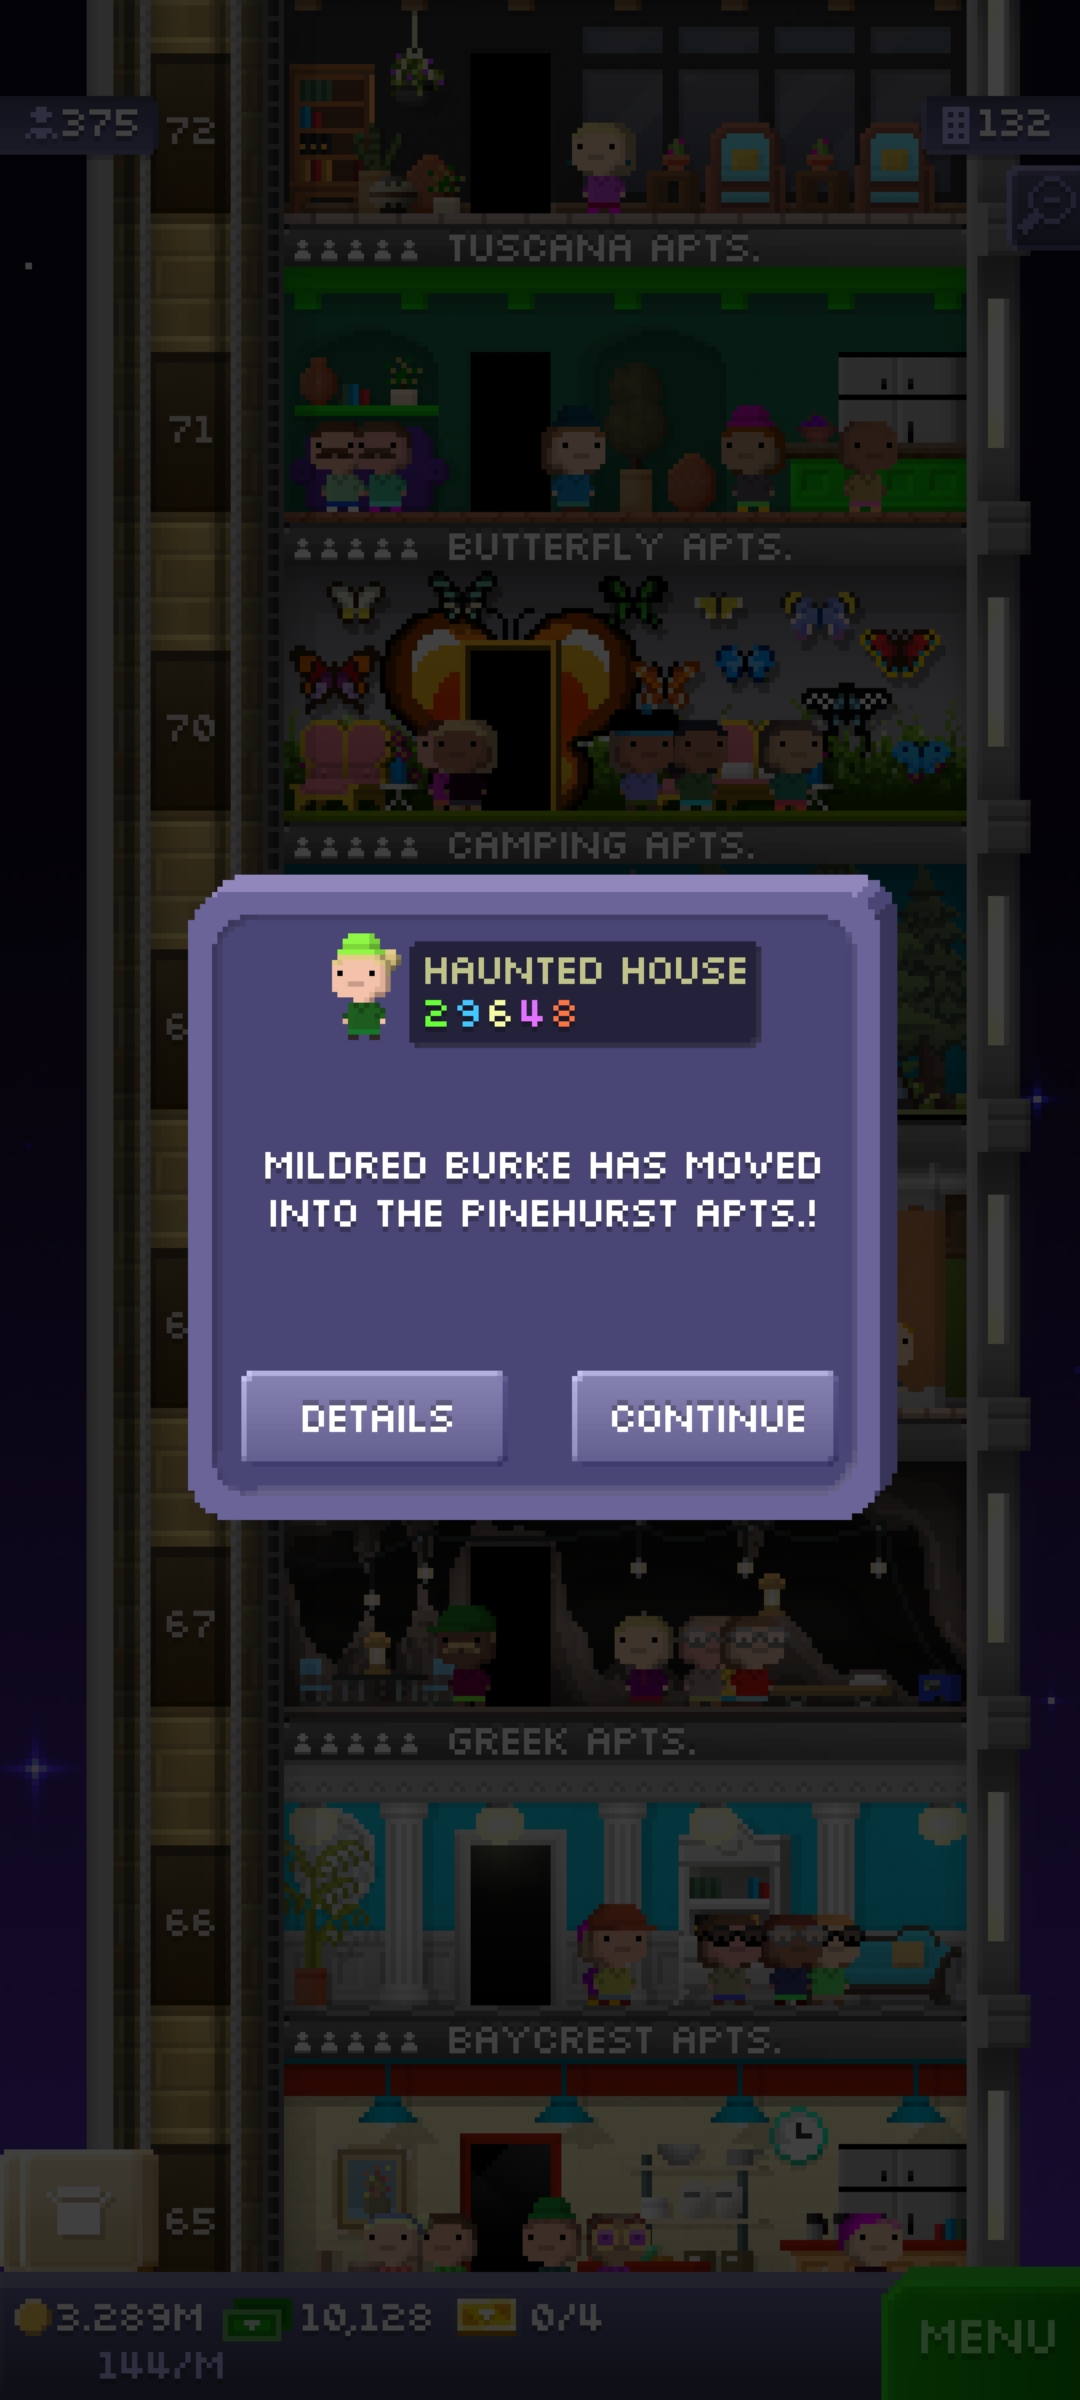 375
72
132
TUSCANA APTS.
71
BUTTERFLY APTS.
70
CAMPING APTS.
HAUNTED HOUSE
29648
6
MILDRED BURKE HAS MOVED
INTO THE PINEHURST APTS.!
6
DETAILS
CONTINUE
67
GREEK APTS.
66
BAYCREST APTS.
65
3.289M
10,128
0/4
144/M
MENU